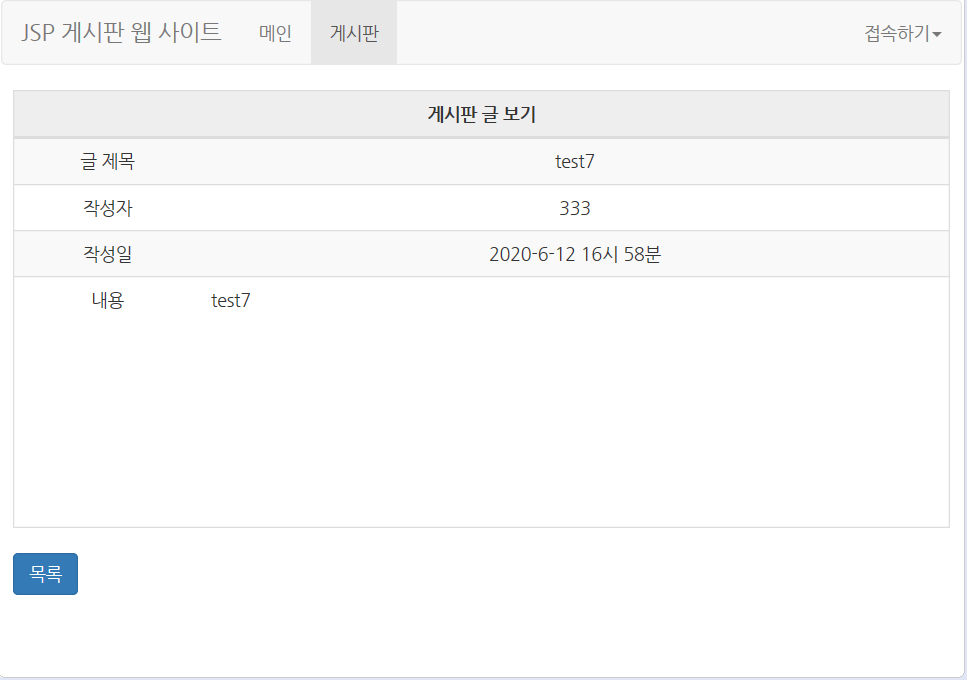 JSP 게시판 웹 사이트 메인 게시판 접속하기
게시판 글 보기
글 제목 test7
작성자 333
작성일 2020-6-12 16시 58분
내용 test7
목록